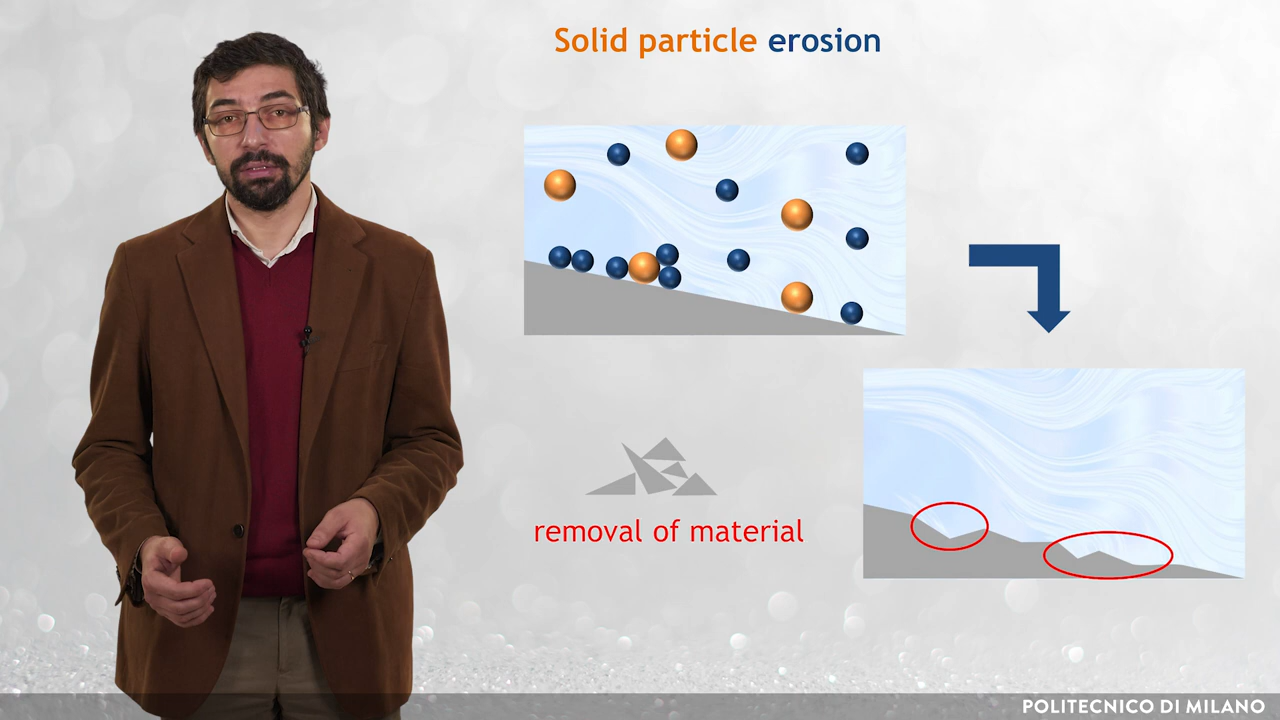 Solid particle erosion
removal of material
POLITECNICO DI MILANO